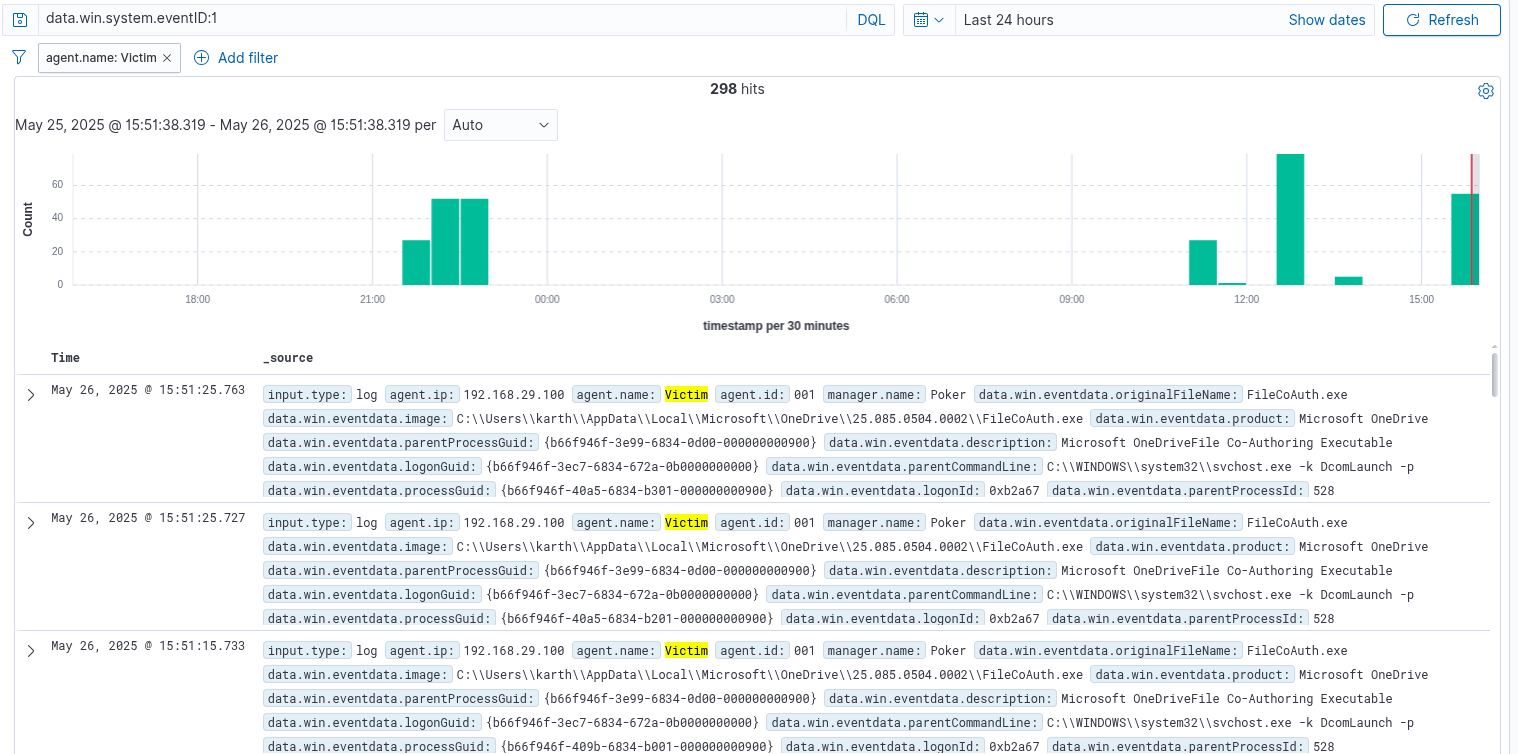 data.win.system.eventID:1 DQL Last 24 hours Show dates Refresh
agent.name: Victim × Add filter
298 hits
May 25, 2025 @ 15:51:38.319 - May 26, 2025 @ 15:51:38.319 per Auto
Count
60
40
20
0
18:00 21:00 00:00 03:00 06:00 09:00 12:00 15:00
timestamp per 30 minutes
Time _source
May 26, 2025 @ 15:51:25.763 input.type: log agent.ip: 192.168.29.100 agent.name: Victim agent.id: 001 manager.name: Poker data.win.eventdata.originalFileName: FileCoAuth.exe
data.win.eventdata.image: C:\\Users\\karth\\AppData\\Local\\Microsoft\\OneDrive\\25.085.0504.0002\\FileCoAuth.exe data.win.eventdata.product: Microsoft OneDrive
data.win.eventdata.parentProcessGuid: {b66f946f-3e99-6834-0d00-000000000900} data.win.eventdata.description: Microsoft OneDriveFile Co-Authoring Executable
data.win.eventdata.logonGuid: {b66f946f-3ec7-6834-672a-0b0000000000} data.win.eventdata.parentCommandLine: C:\\WINDOWS\\system32\\svchost.exe -k DcomLaunch -p
data.win.eventdata.processGuid: {b66f946f-40a5-6834-b301-000000000900} data.win.eventdata.logonId: 0xb2a67 data.win.eventdata.parentProcessId: 528
May 26, 2025 @ 15:51:25.727 input.type: log agent.ip: 192.168.29.100 agent.name: Victim agent.id: 001 manager.name: Poker data.win.eventdata.originalFileName: FileCoAuth.exe
data.win.eventdata.image: C:\\Users\\karth\\AppData\\Local\\Microsoft\\OneDrive\\25.085.0504.0002\\FileCoAuth.exe data.win.eventdata.product: Microsoft OneDrive
data.win.eventdata.parentProcessGuid: {b66f946f-3e99-6834-0d00-000000000900} data.win.eventdata.description: Microsoft OneDriveFile Co-Authoring Executable
data.win.eventdata.logonGuid: {b66f946f-3ec7-6834-672a-0b0000000000} data.win.eventdata.parentCommandLine: C:\\WINDOWS\\system32\\svchost.exe -k DcomLaunch -p
data.win.eventdata.processGuid: {b66f946f-40a5-6834-b201-000000000900} data.win.eventdata.logonId: 0xb2a67 data.win.eventdata.parentProcessId: 528
May 26, 2025 @ 15:51:15.733 input.type: log agent.ip: 192.168.29.100 agent.name: Victim agent.id: 001 manager.name: Poker data.win.eventdata.originalFileName: FileCoAuth.exe
data.win.eventdata.image: C:\\Users\\karth\\AppData\\Local\\Microsoft\\OneDrive\\25.085.0504.0002\\FileCoAuth.exe data.win.eventdata.product: Microsoft OneDrive
data.win.eventdata.parentProcessGuid: {b66f946f-3e99-6834-0d00-000000000900} data.win.eventdata.description: Microsoft OneDriveFile Co-Authoring Executable
data.win.eventdata.logonGuid: {b66f946f-3ec7-6834-672a-0b0000000000} data.win.eventdata.parentCommandLine: C:\\WINDOWS\\system32\\svchost.exe -k DcomLaunch -p
data.win.eventdata.processGuid: {b66f946f-409b-6834-b001-000000000900} data.win.eventdata.logonId: 0xb2a67 data.win.eventdata.parentProcessId: 528